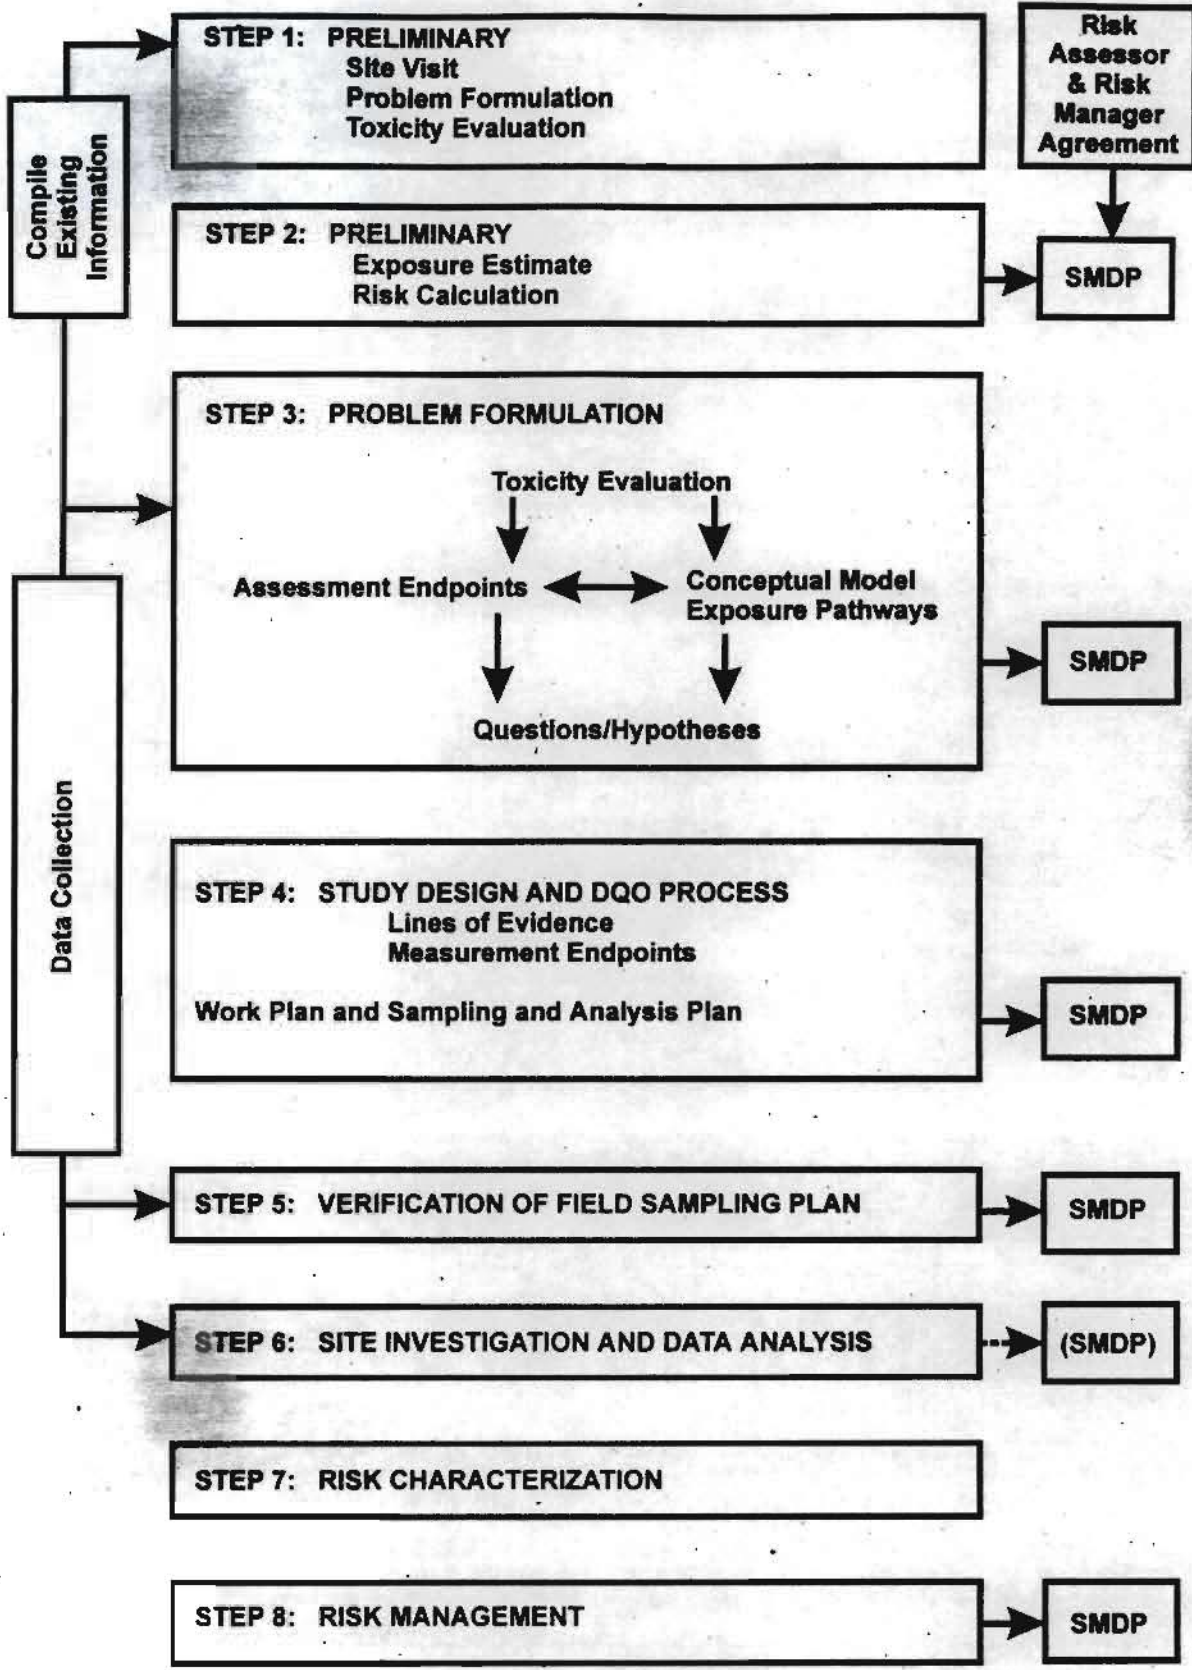 STEP 1: PRELIMINARY
Site Visit
Problem Formulation
Toxicity Evaluation
Risk
Assessor
& Risk
Manager
Agreement
Compile
Existing
Information
STEP 2: PRELIMINARY
Exposure Estimate
Risk Calculation
SMDP
STEP 3: PROBLEM FORMULATION
Toxicity Evaluation
Assessment Endpoints
Conceptual Model
Exposure Pathways
Questions/Hypotheses
SMDP
Data Collection
STEP 4: STUDY DESIGN AND DQO PROCESS
Lines of Evidence
Measurement Endpoints
Work Plan and Sampling and Analysis Plan
SMDP
STEP 5: VERIFICATION OF FIELD SAMPLING PLAN
SMDP
STEP 6: SITE INVESTIGATION AND DATA ANALYSIS
(SMDP)
STEP 7: RISK CHARACTERIZATION
STEP 8: RISK MANAGEMENT
SMDP